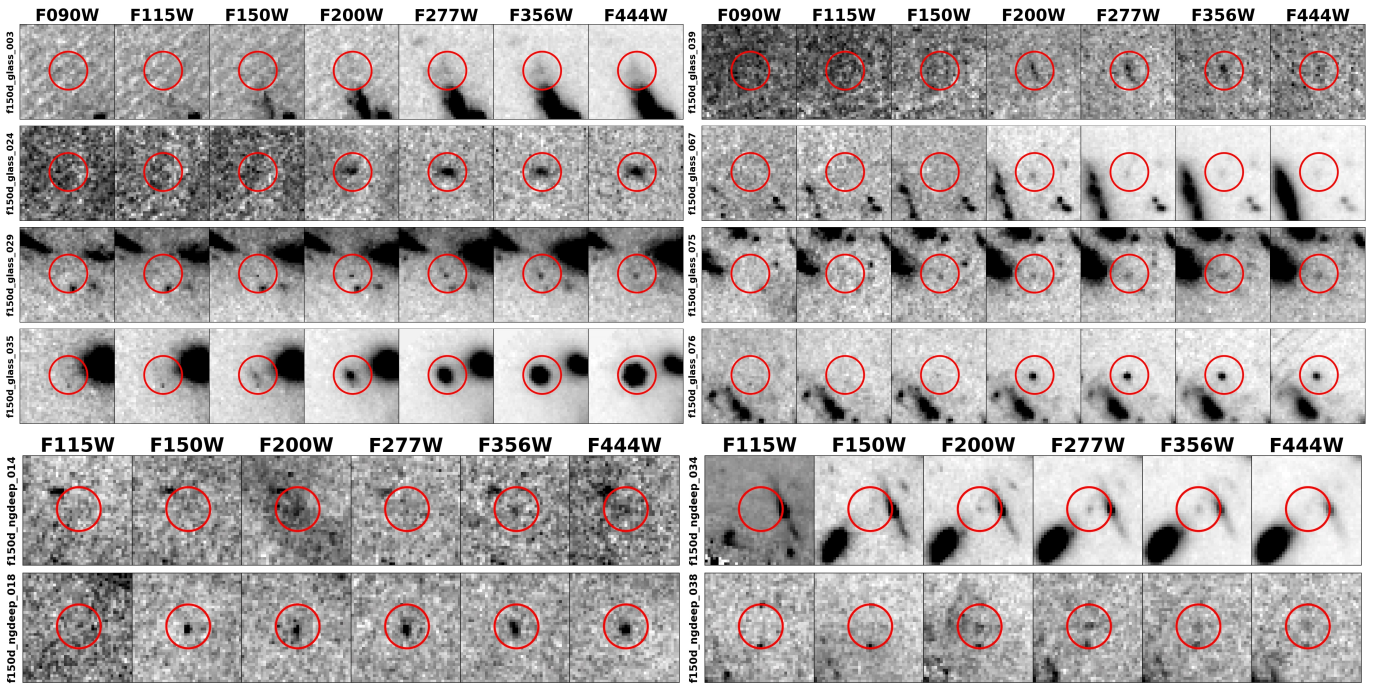 F090W F115W F150W F200W F277W F356W F444W
f150d_glass_003
f150d_glass_024
f150d_glass_029
f150d_glass_035
F090W F115W F150W F200W F277W F356W F444W
f150d_glass_039
f150d_glass_067
f150d_glass_075
f150d_glass_076
F115W F150W F200W F277W F356W F444W
f150d_ngdeep_014
f150d_ngdeep_018
F115W F150W F200W F277W F356W F444W
f150d_ngdeep_034
f150d_ngdeep_038